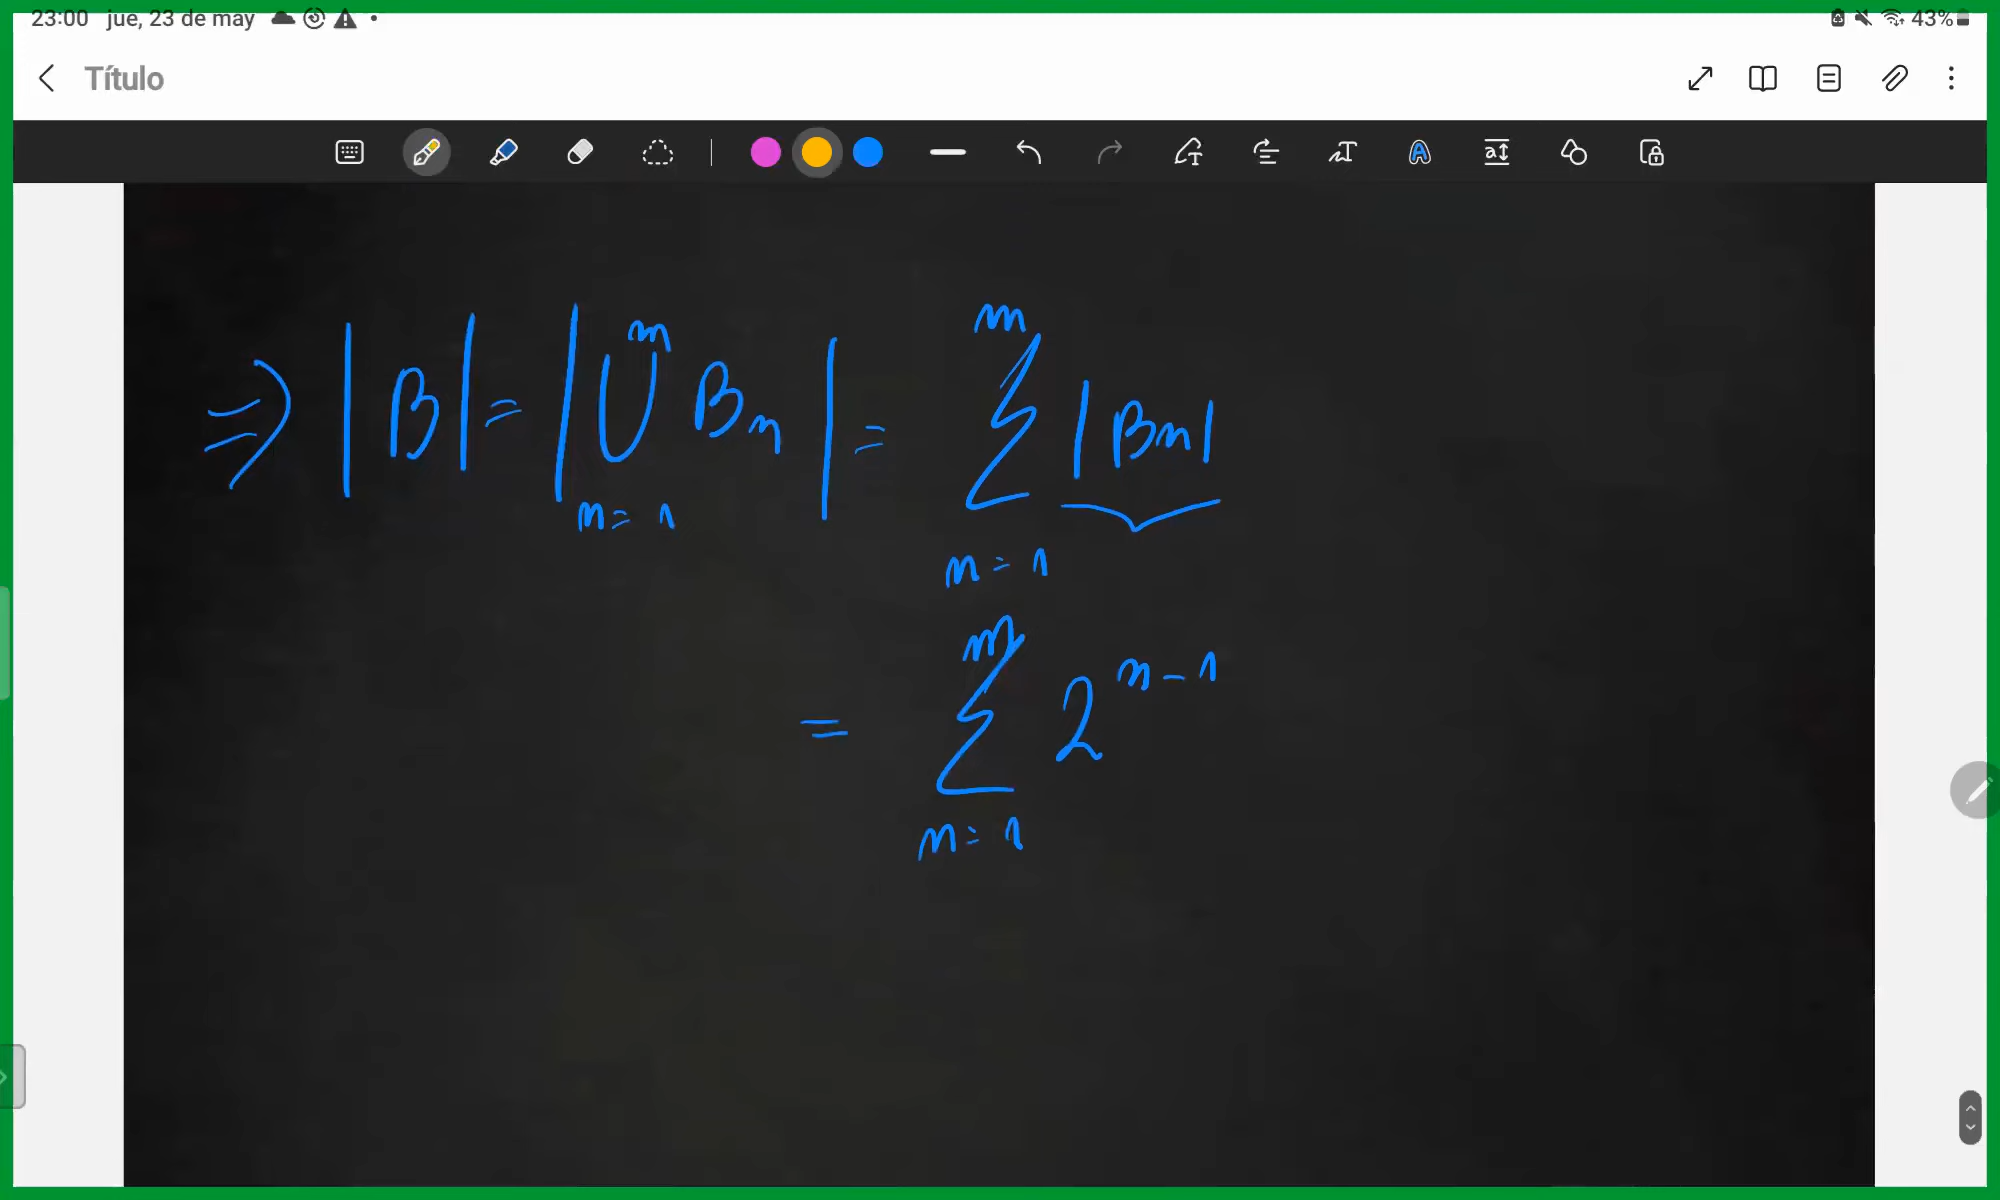 23:00 jue, 23 de may 43%
Título
⇒ |B| = | ⋃_{n=1}^{m} B_n | = ∑_{n=1}^{m} |B_n|
= ∑_{n=1}^{m} 2^{n-1}